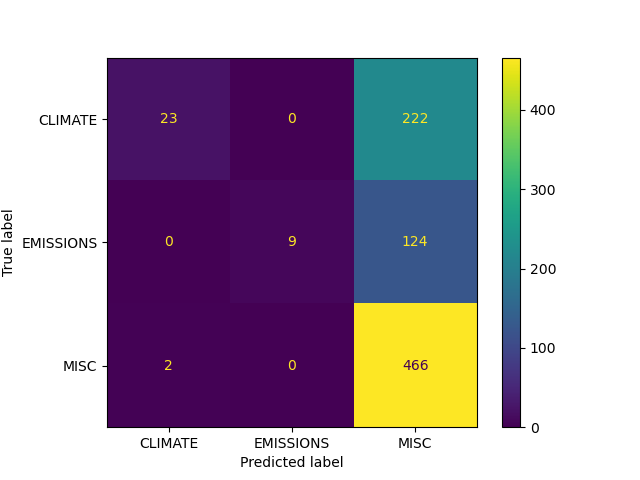 CLIMATE 23 0 222
EMISSIONS 0 9 124
MISC 2 0 466
CLIMATE EMISSIONS MISC
Predicted label
True label
400
300
200
100
0